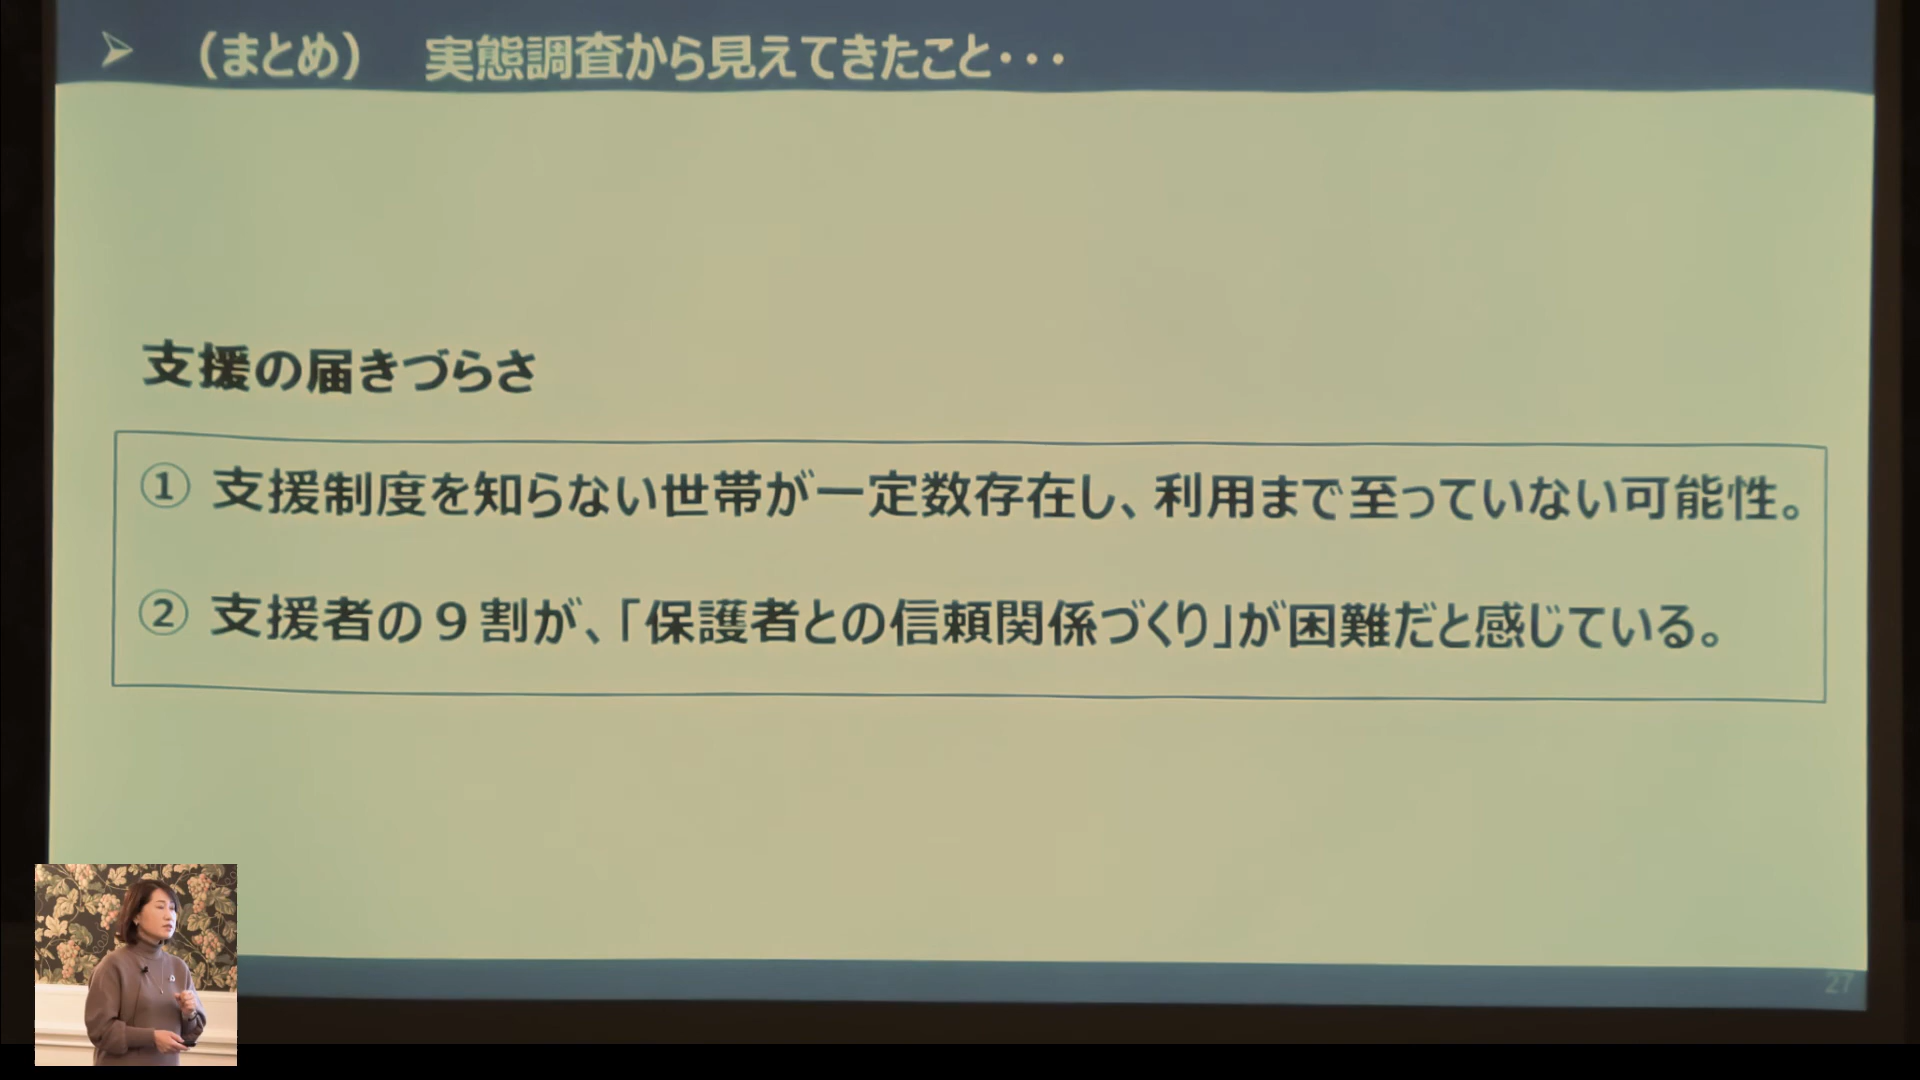 ➤ （まとめ） 実態調査から見えてきたこと・・・
支援の届きづらさ
① 支援制度を知らない世帯が一定数存在し、利用まで至っていない可能性。
② 支援者の９割が、「保護者との信頼関係づくり」が困難だと感じている。
27